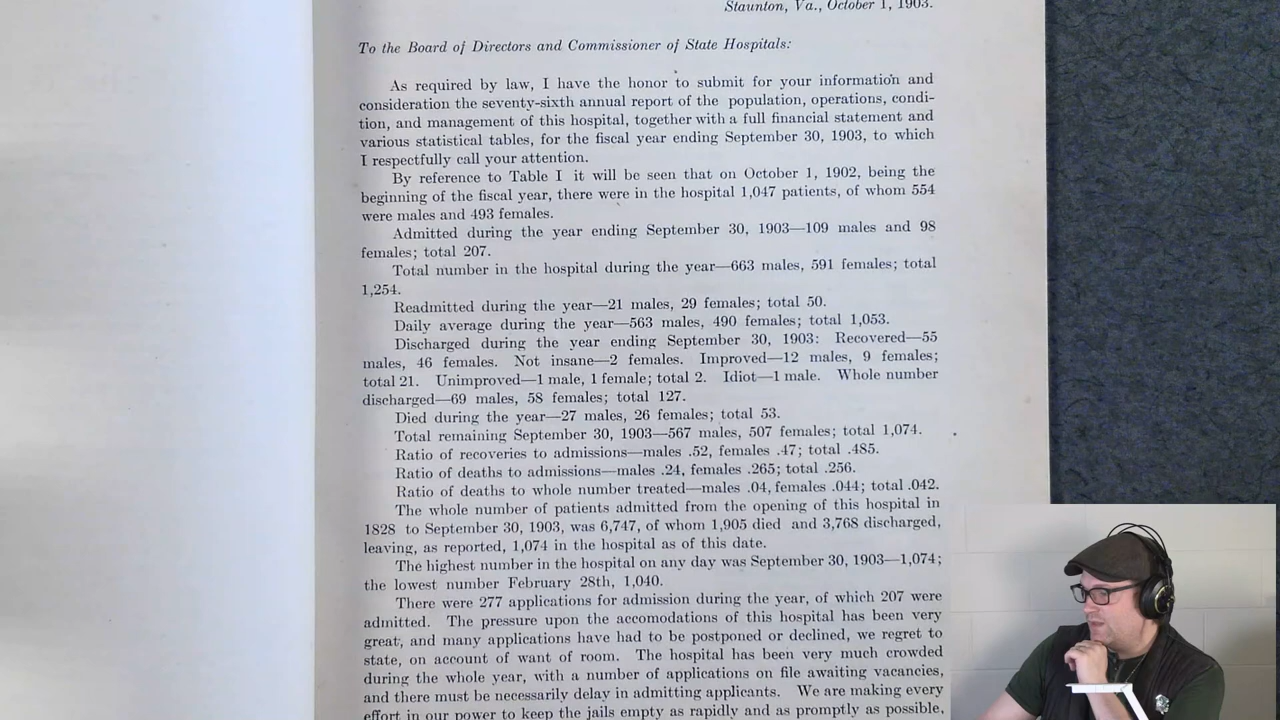 Staunton, Va., October 1, 1903.
To the Board of Directors and Commissioner of State Hospitals:
As required by law, I have the honor to submit for your information and
consideration the seventy-sixth annual report of the population, operations, condi-
tion, and management of this hospital, together with a full financial statement and
various statistical tables, for the fiscal year ending September 30, 1903, to which
I respectfully call your attention.
By reference to Table I it will be seen that on October 1, 1902, being the
beginning of the fiscal year, there were in the hospital 1,047 patients, of whom 554
were males and 493 females.
Admitted during the year ending September 30, 1903—109 males and 98
females; total 207.
Total number in the hospital during the year—663 males, 591 females; total
1,254.
Readmitted during the year—21 males, 29 females; total 50.
Daily average during the year—563 males, 490 females; total 1,053.
Discharged during the year ending September 30, 1903: Recovered—55
males, 46 females. Not insane—2 females. Improved—12 males, 9 females;
total 21. Unimproved—1 male, 1 female; total 2. Idiot—1 male. Whole number
discharged—69 males, 58 females; total 127.
Died during the year—27 males, 26 females; total 53.
Total remaining September 30, 1903—567 males, 507 females; total 1,074.
Ratio of recoveries to admissions—males .52, females .47; total .485.
Ratio of deaths to admissions—males .24, females .265; total .256.
Ratio of deaths to whole number treated—males .04, females .044; total .042.
The whole number of patients admitted from the opening of this hospital in
1828 to September 30, 1903, was 6,747, of whom 1,905 died and 3,768 discharged,
leaving, as reported, 1,074 in the hospital as of this date.
The highest number in the hospital on any day was September 30, 1903—1,074;
the lowest number February 28th, 1,040.
There were 277 applications for admission during the year, of which 207 were
admitted. The pressure upon the accomodations of this hospital has been very
great, and many applications have had to be postponed or declined, we regret to
state, on account of want of room. The hospital has been very much crowded
during the whole year, with a number of applications on file awaiting vacancies,
and there must be necessarily delay in admitting applicants. We are making every
effort in our power to keep the jails empty as rapidly and as promptly as possible,